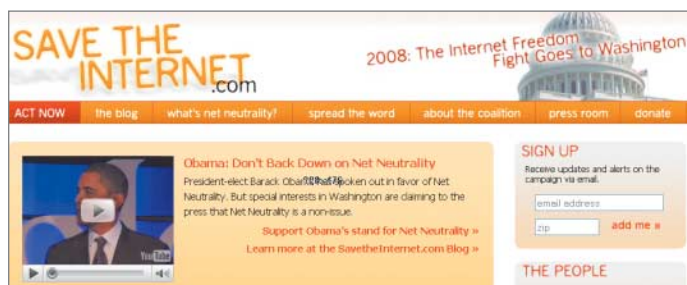 SAVE THE
INTERNET
.com
2008: The Internet Freedom
Fight Goes to Washington
ACT NOW the blog what's net neutrality? spread the word about the coalition press room donate
Obama: Don't Back Down on Net Neutrality
President-elect Barack spoken out in favor of Net
Neutrality. But special interests in Washington are claiming to the
press that Net Neutrality is a non-issue.
Support Obama's stand for Net Neutrality »
Learn more at the SavetheInternet.com Blog »
YouTube
SIGN UP
Receive updates and alerts on the
campaign via email.
email address
zip add me »
THE PEOPLE